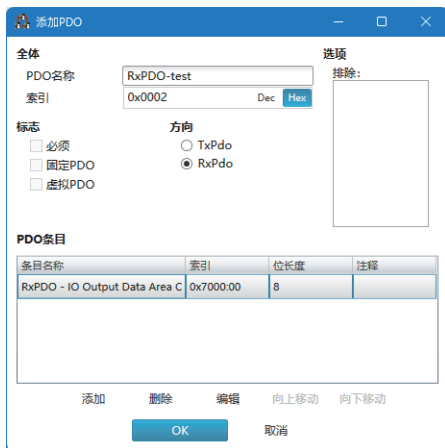 添加PDO
全体
选项
PDO名称 RxPDO-test
排除:
索引 0x0002 Dec Hex
标志
方向
必须 TxPdo
固定PDO RxPdo
虚拟PDO
PDO条目
条目名称 索引 位长度 注释
RxPDO - IO Output Data Area C 0x7000:00 8
添加 删除 编辑 向上移动 向下移动
OK 取消